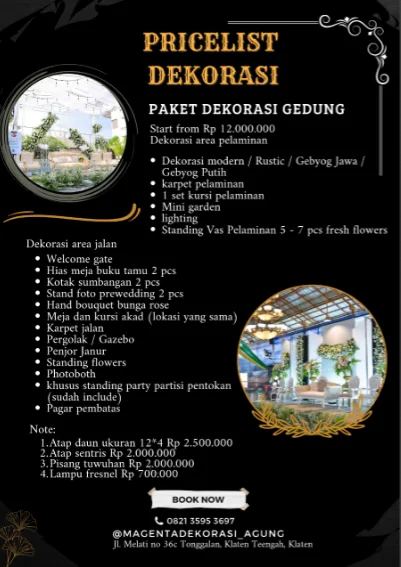 PRICELIST
DEKORASI
PAKET DEKORASI GEDUNG
Start from Rp 12.000.000
Dekorasi area pelaminan
• Dekorasi modern / Rustic / Gebyog Jawa /
Gebyog Putih
• karpet pelaminan
• 1 set kursi pelaminan
• Mini garden
• lighting
• Standing Vas Pelaminan 5 - 7 pcs fresh flowers
Dekorasi area jalan
• Welcome gate
• Hias meja buku tamu 2 pcs
• Kotak sumbangan 2 pcs
• Stand foto prewedding 2 pcs
• Hand bouquet bunga rose
• Meja dan kursi akad (lokasi yang sama)
• Karpet jalan
• Pergolak / Gazebo
• Penjor Janur
• Standing flowers
• Photoboth
• khusus standing party partisi pentokan
(sudah include)
• Pagar pembatas
Note:
1.Atap daun ukuran 12*4 Rp 2.500.000
2.Atap sentris Rp 2.000.000
3.Pisang tuwuhan Rp 2.000.000
4.Lampu fresnel Rp 700.000
BOOK NOW
0821 3595 3697
@MAGENTADEKORASI_AGUNG
Jl. Melati no 36c Tonggalan, Klaten Teengah, Klaten